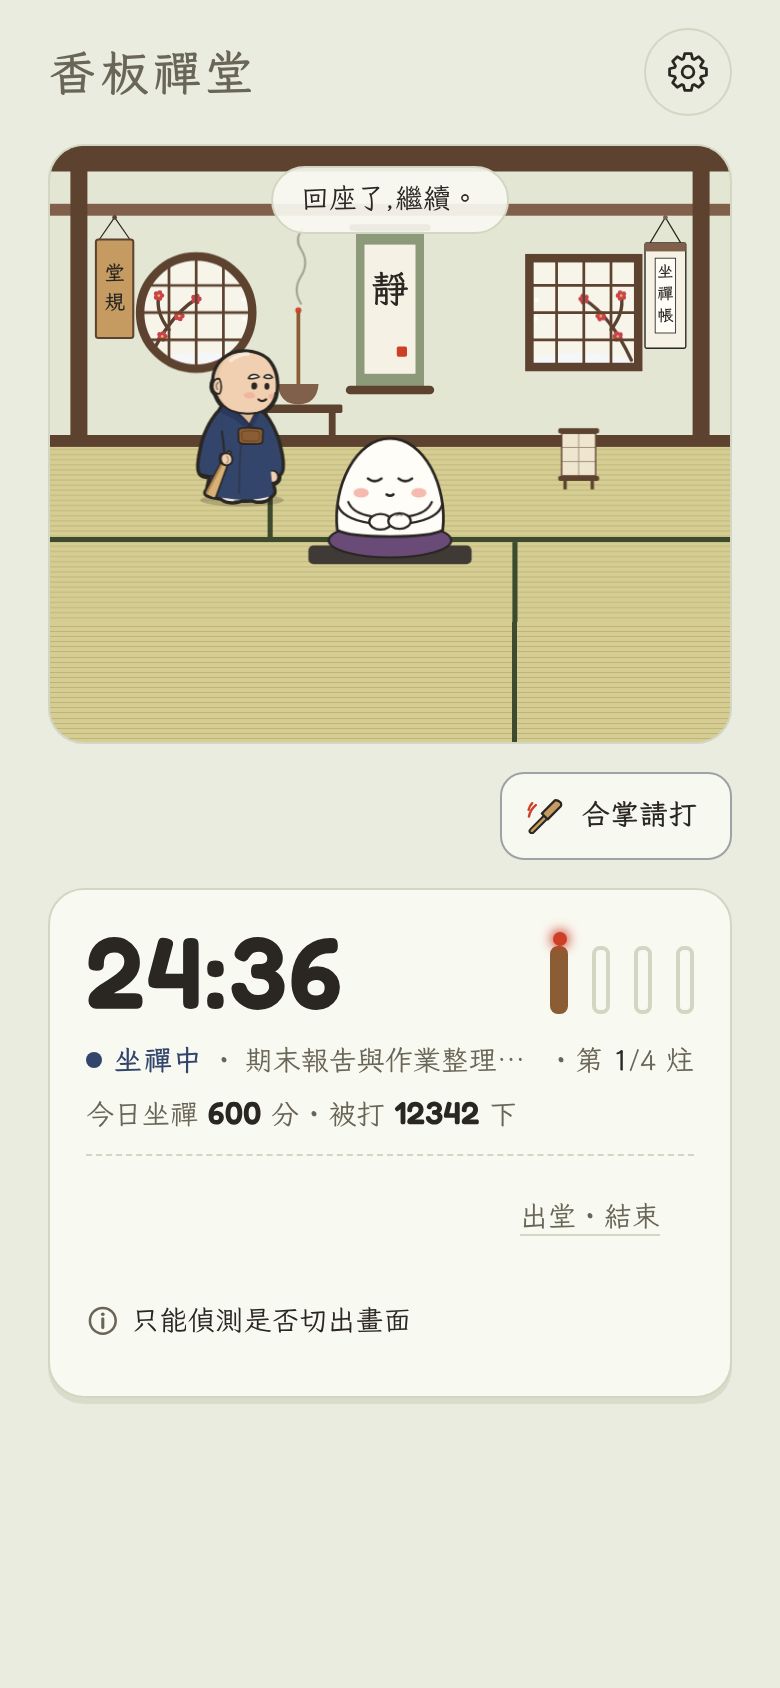 香板禪堂
回座了,繼續。
堂規
靜
坐禪帳
合掌請打
24:36
坐禪中 · 期末報告與作業整理… · 第 1/4 炷
今日坐禪 600 分 · 被打 12342 下
出堂 · 結束
只能偵測是否切出畫面